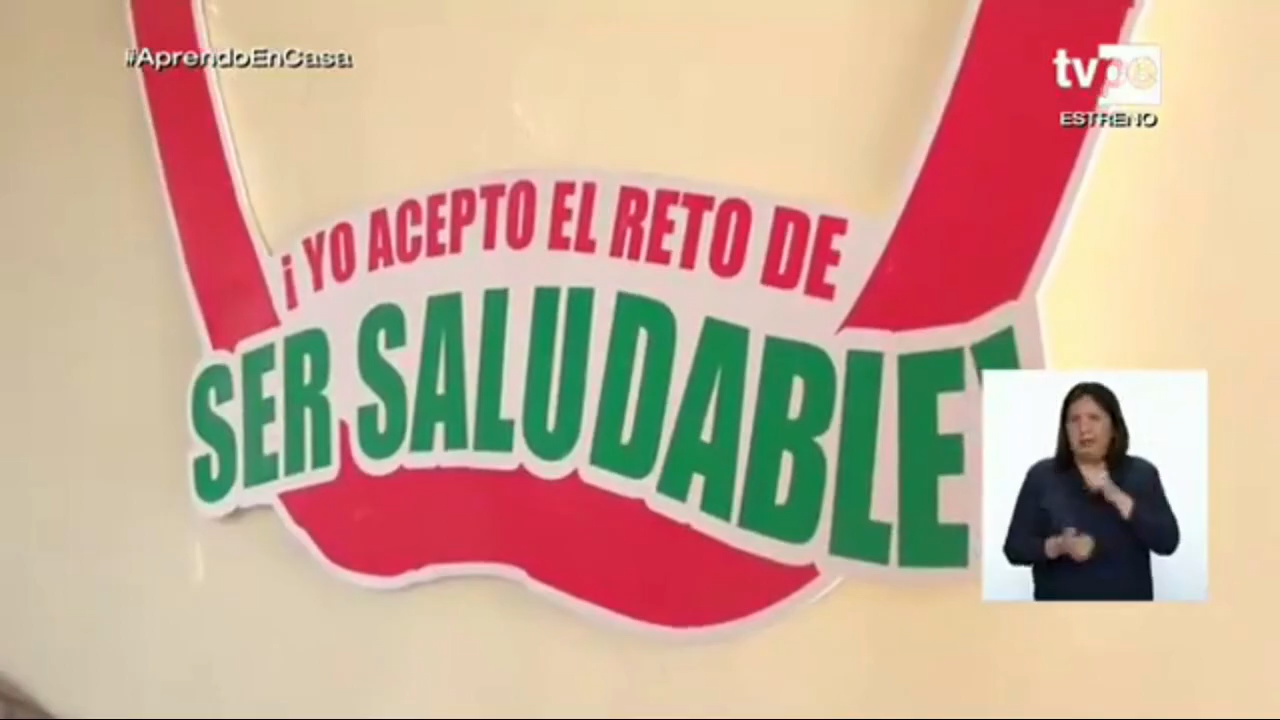 #AprendoEnCasa
tvpe
ESTRENO
¡YO ACEPTO EL RETO DE
SER SALUDABLE!